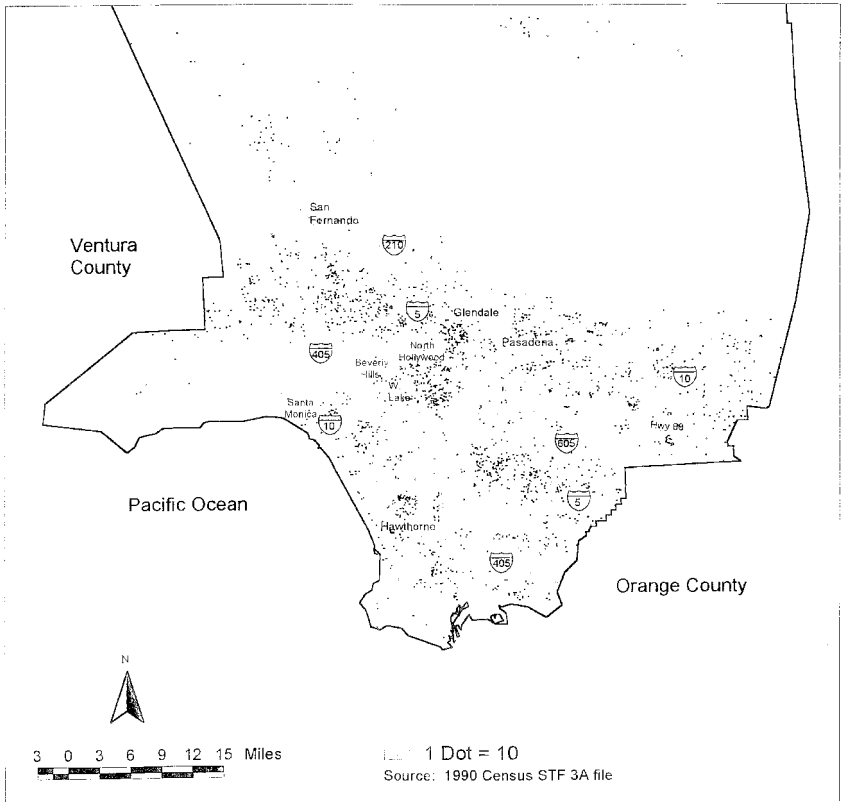 San
Fernando
210
Ventura
County
5
Glendale
North
Hollywood
Pasadena
405
Beverly
Hills
10
W.
Lake
Santa
Monica
10
Hwy 60
605
Pacific Ocean
5
Hawthorne
405
Orange County
N
3 0 3 6 9 12 15 Miles
1 Dot = 10
Source: 1990 Census STF 3A file